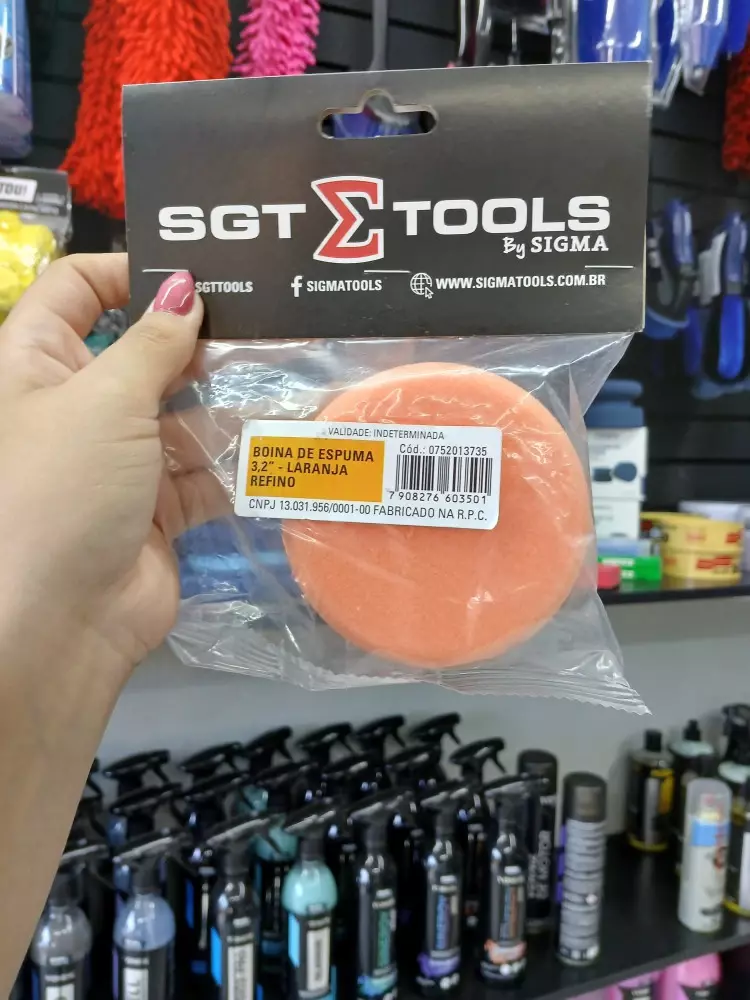 SGT Σ TOOLS
By SIGMA
SGTTOOLS
SIGMATOOLS
WWW.SIGMATOOLS.COM.BR
VALIDADE: INDETERMINADA
BOINA DE ESPUMA
3,2" - LARANJA
REFINO
Cód.: 0752013735
7 908276 603501
CNPJ 13.031.956/0001-00 FABRICADO NA R.P.C.